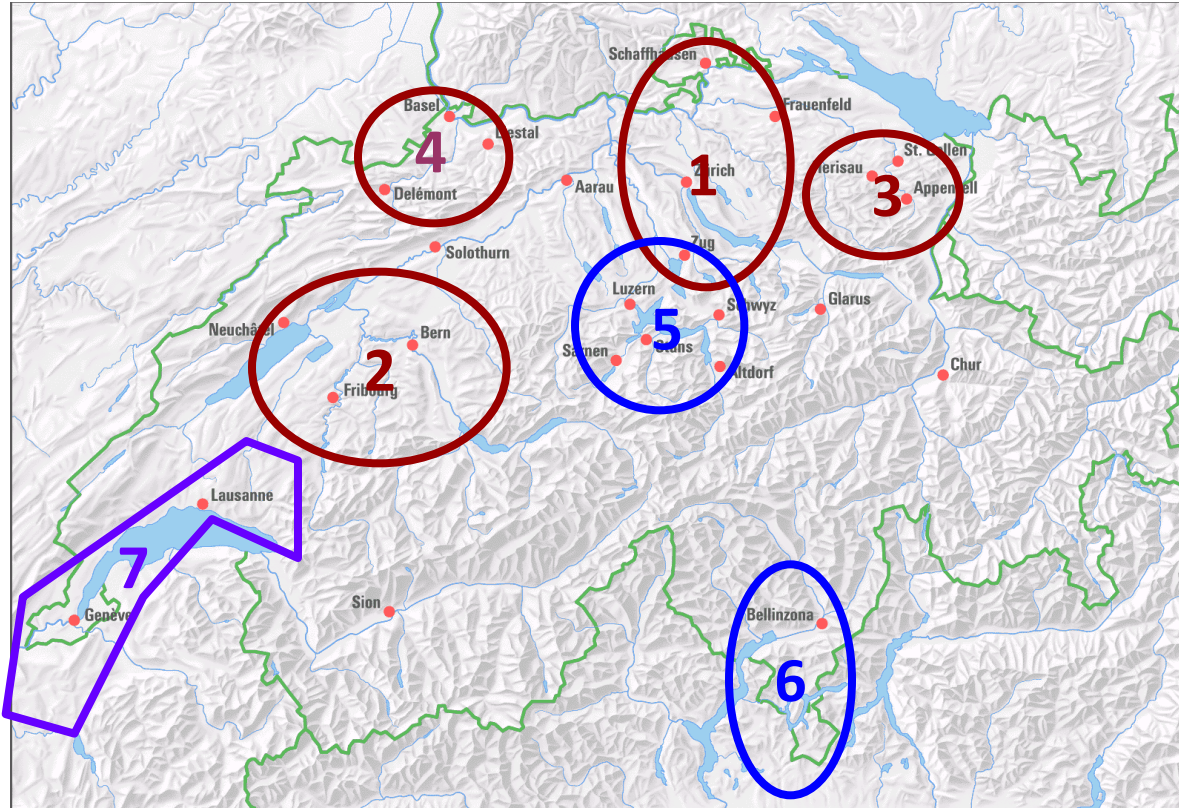 Schaffhausen
Basel
Frauenfeld
Liestal
4
St. Gallen
1
Zürich
Herisau
Delémont
Aarau
Appenzell
3
Zug
Solothurn
Luzern
Glarus
Schwyz
Neuchâtel
Bern
5
Stans
Sarnen
Chur
2
Altdorf
Fribourg
Lausanne
7
Sion
Genève
Bellinzona
6